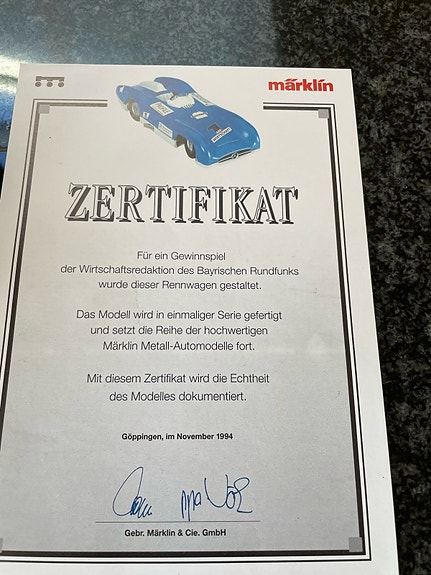 märklin
ZERTIFIKAT
Für ein Gewinnspiel
der Wirtschaftsredaktion des Bayrischen Rundfunks
wurde dieser Rennwagen gestaltet.
Das Modell wird in einmaliger Serie gefertigt
und setzt die Reihe der hochwertigen
Märklin Metall-Automodelle fort.
Mit diesem Zertifikat wird die Echtheit
des Modelles dokumentiert.
Göppingen, im November 1994
Gebr. Märklin & Cie. GmbH